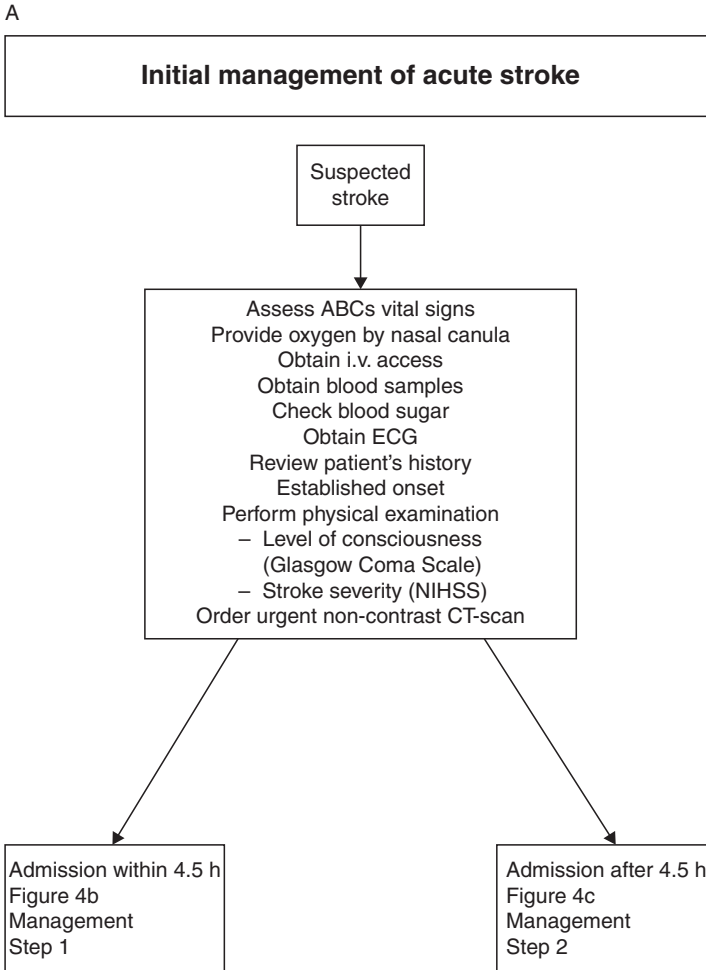 A
Initial management of acute stroke
Suspected
stroke
Assess ABCs vital signs
Provide oxygen by nasal canula
Obtain i.v. access
Obtain blood samples
Check blood sugar
Obtain ECG
Review patient's history
Established onset
Perform physical examination
– Level of consciousness
(Glasgow Coma Scale)
– Stroke severity (NIHSS)
Order urgent non-contrast CT-scan
Admission within 4.5 h
Figure 4b
Management
Step 1
Admission after 4.5 h
Figure 4c
Management
Step 2